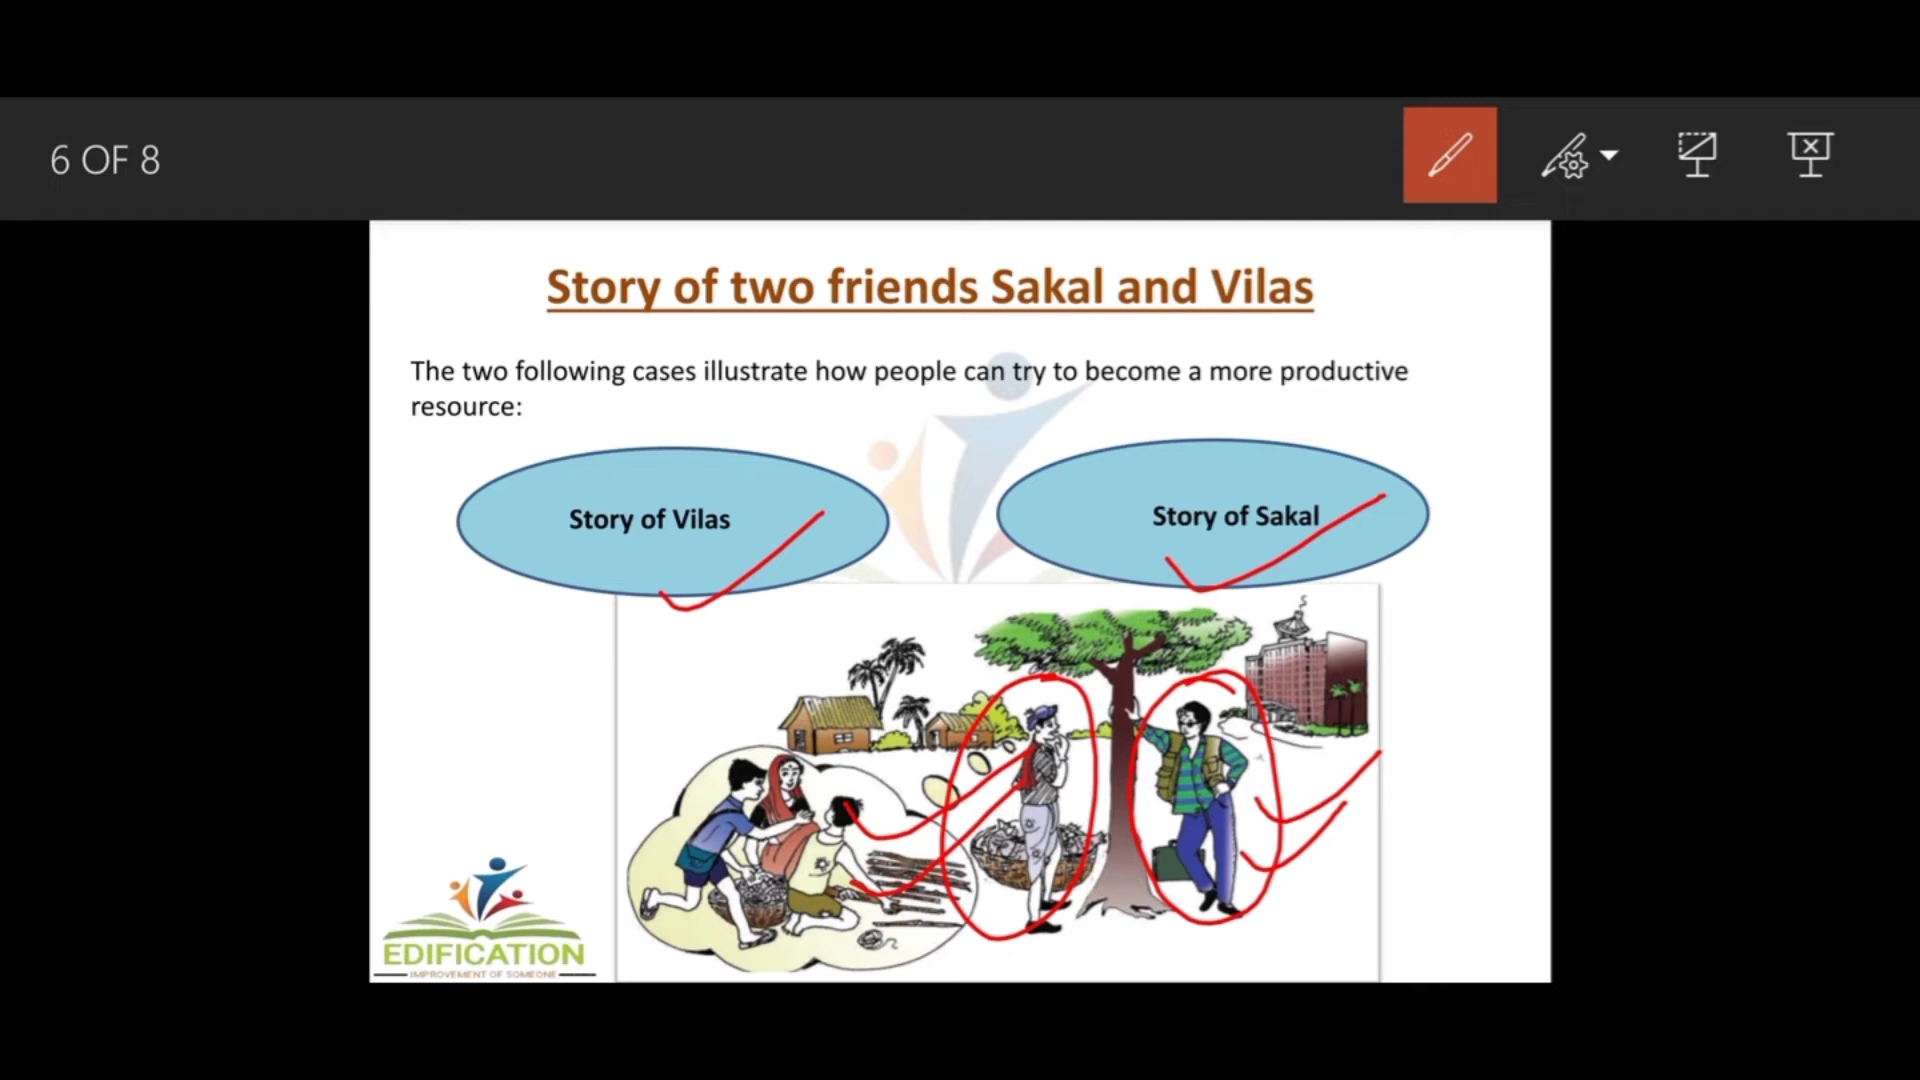 6 OF 8
Story of two friends Sakal and Vilas
The two following cases illustrate how people can try to become a more productive
resource:
Story of Vilas
Story of Sakal
EDIFICATION
IMPROVEMENT OF SOMEONE